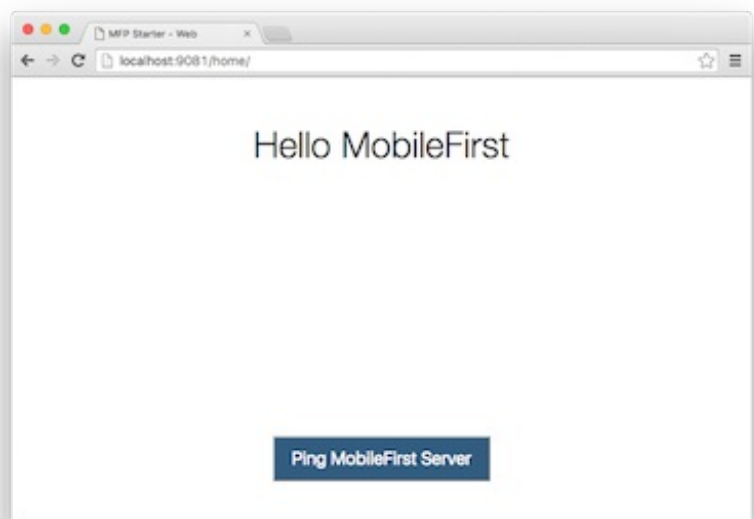 MFP Starter - Web
localhost:9081/home/
Hello MobileFirst
Ping MobileFirst Server